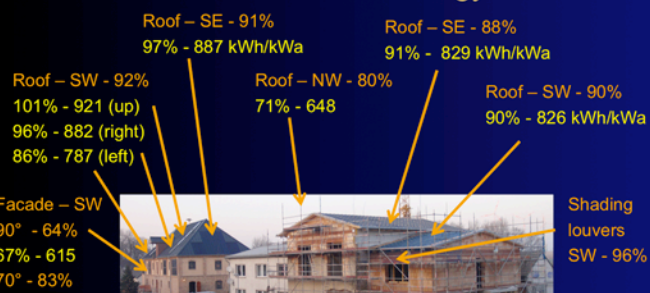 Roof – SE - 91%
97% - 887 kWh/kWa
Roof – SE - 88%
91% - 829 kWh/kWa
Roof – SW - 92%
101% - 921 (up)
96% - 882 (right)
86% - 787 (left)
Roof – NW - 80%
71% - 648
Roof – SW - 90%
90% - 826 kWh/kWa
Facade – SW
90° - 64%
67% - 615
70° - 83%
Shading
louvers
SW - 96%